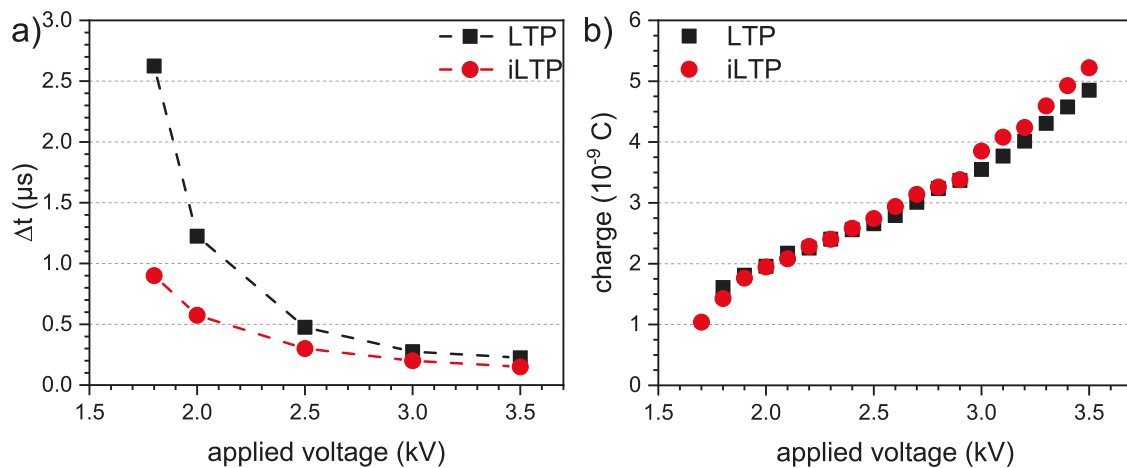 a)
LTP
iLTP
3.0
2.5
2.0
1.5
1.0
0.5
0.0
Δt (μs)
1.5 2.0 2.5 3.0 3.5
applied voltage (kV)
b)
LTP
iLTP
6
5
4
3
2
1
0
charge (10⁻⁹ C)
1.5 2.0 2.5 3.0 3.5
applied voltage (kV)